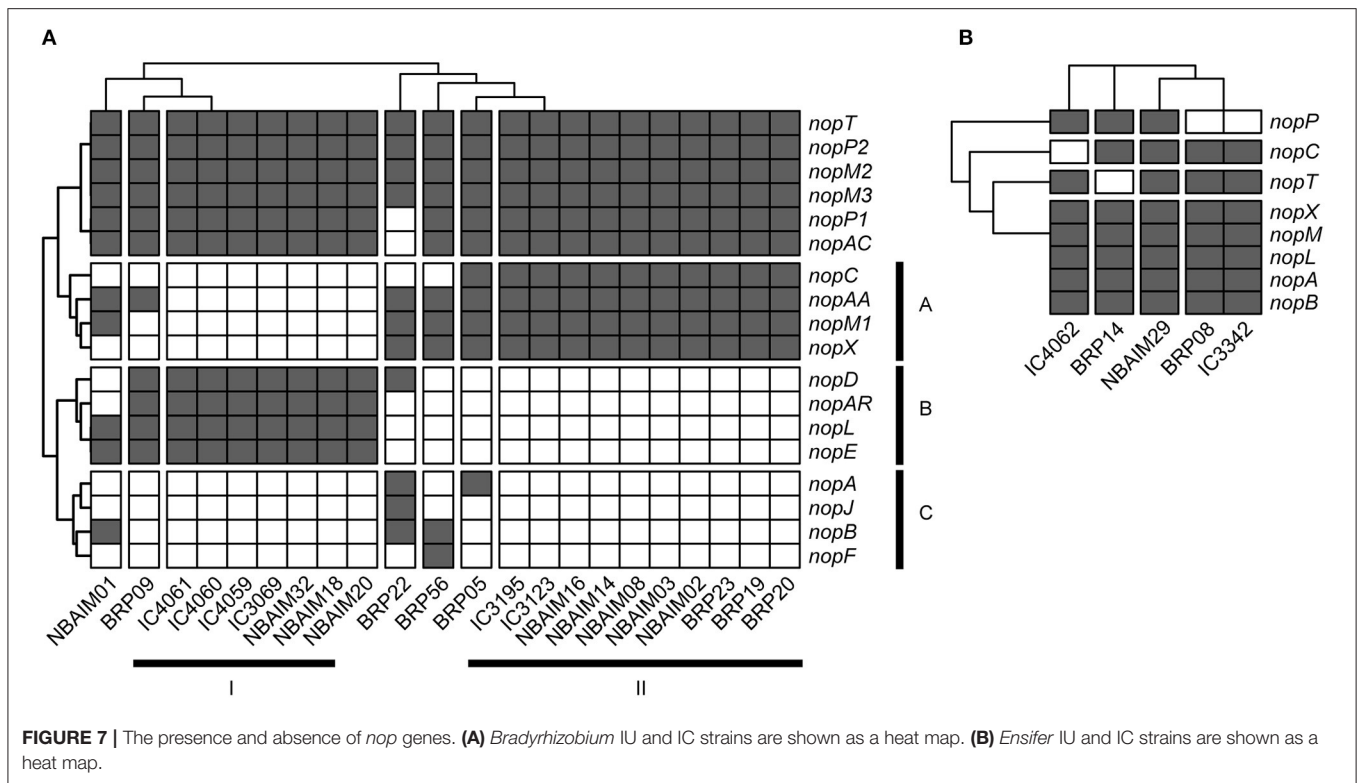 A
nopT
nopP2
nopM2
nopM3
nopP1
nopAC
nopC
nopAA
nopM1
nopX
A
nopD
nopAR
nopL
nopE
B
nopA
nopJ
nopB
nopF
C
NBAIM01
BRP09
IC4061
IC4060
IC4059
IC3069
NBAIM32
NBAIM18
NBAIM20
BRP22
BRP56
BRP05
IC3195
IC3123
NBAIM16
NBAIM14
NBAIM08
NBAIM03
NBAIM02
BRP23
BRP19
BRP20
I
II
B
nopP
nopC
nopT
nopX
nopM
nopL
nopA
nopB
IC4062
BRP14
NBAIM29
BRP08
IC3342
FIGURE 7 | The presence and absence of nop genes. (A) Bradyrhizobium IU and IC strains are shown as a heat map. (B) Ensifer IU and IC strains are shown as a
heat map.